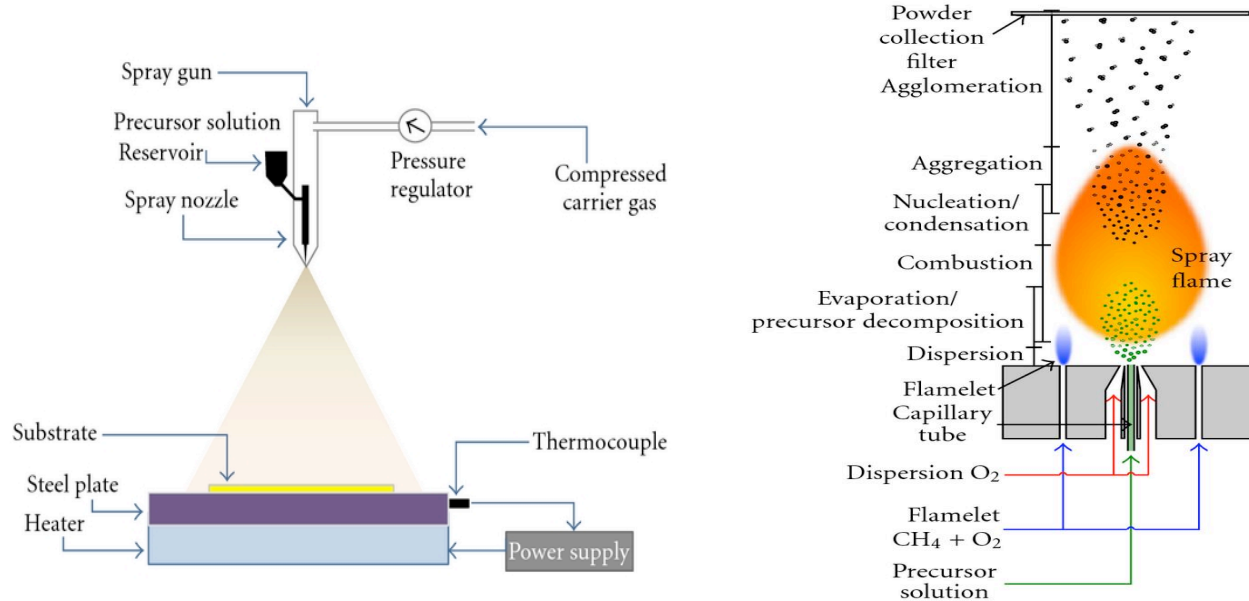 Spray gun
Precursor solution
Reservoir
Spray nozzle
Pressure
regulator
Compressed
carrier gas
Substrate
Steel plate
Heater
Thermocouple
Power supply
Powder
collection
filter
Agglomeration
Aggregation
Nucleation/
condensation
Combustion
Spray
flame
Evaporation/
precursor decomposition
Dispersion
Flamelet
Capillary
tube
Dispersion O₂
Flamelet
CH₄ + O₂
Precursor
solution